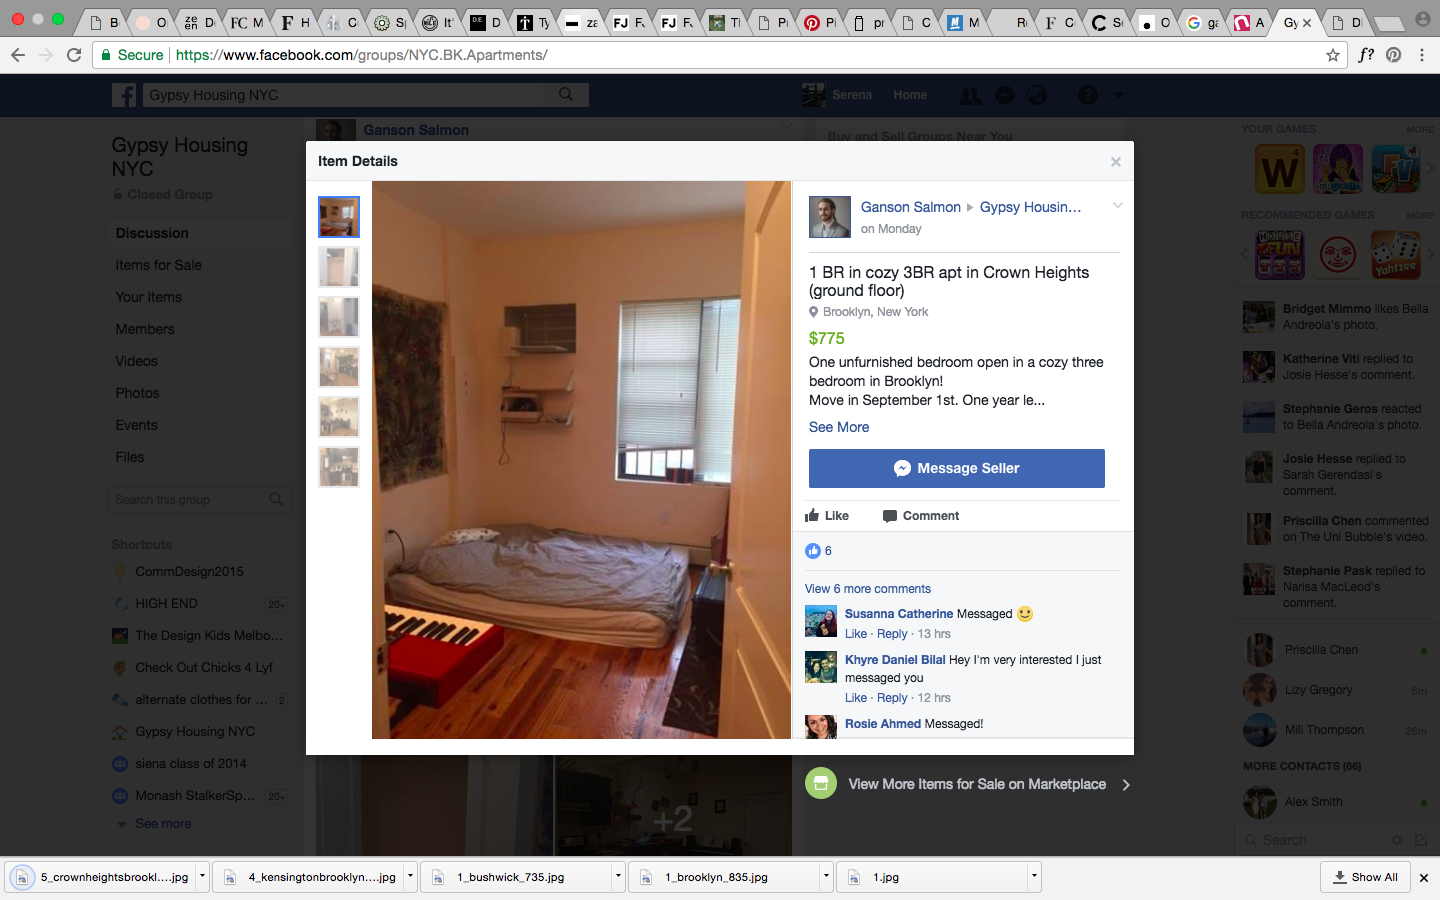 B
O
ze
en
D
FC M
F H
C
S
It'
D
Ty
za
FJ F
FJ F
Tl
P
Pi
pr
C
M
Re
F C
S
O
ga
A
Gy
Dl
Secure
https://www.facebook.com/groups/NYC.BK.Apartments/
f?
Gypsy Housing NYC
Serena
Home
Gypsy Housing
NYC
Closed Group
Discussion
Items for Sale
Your Items
Members
Videos
Photos
Events
Files
Search this group
Shortcuts
CommDesign2015
HIGH END 20+
The Design Kids Melbo...
Check Out Chicks 4 Lyf
alternate clothes for ... 2
Gypsy Housing NYC
siena class of 2014
Monash StalkerSp... 20+
See more
Ganson Salmon
Buy and Sell Groups Near You
Item Details
Ganson Salmon
Gypsy Housin...
on Monday
1 BR in cozy 3BR apt in Crown Heights
(ground floor)
Brooklyn, New York
$775
One unfurnished bedroom open in a cozy three
bedroom in Brooklyn!
Move in September 1st. One year le...
See More
Message Seller
Like
Comment
6
View 6 more comments
Susanna Catherine Messaged
Like · Reply · 13 hrs
Khyre Daniel Bilal Hey I'm very interested I just
messaged you
Like · Reply · 12 hrs
Rosie Ahmed Messaged!
+2
View More Items for Sale on Marketplace
YOUR GAMES MORE
W
4
RECOMMENDED GAMES MORE
HOUSE
FUN
Yahtzee
Bridget Mimmo likes Bella
Andreola's photo.
Katherine Viti replied to
Josie Hesse's comment.
Stephanie Geros reacted
to Bella Andreola's photo.
Josie Hesse replied to
Sarah Gerendasi's
comment.
Priscilla Chen commented
on The Uni Bubble's video.
Stephanie Pask replied to
Narisa MacLeod's
comment.
Priscilla Chen
Lizy Gregory 6m
Mill Thompson 26m
MORE CONTACTS (86)
Alex Smith
Search
5_crownheightsbrookl....jpg
4_kensingtonbrooklyn....jpg
1_bushwick_735.jpg
1_brooklyn_835.jpg
1.jpg
Show All